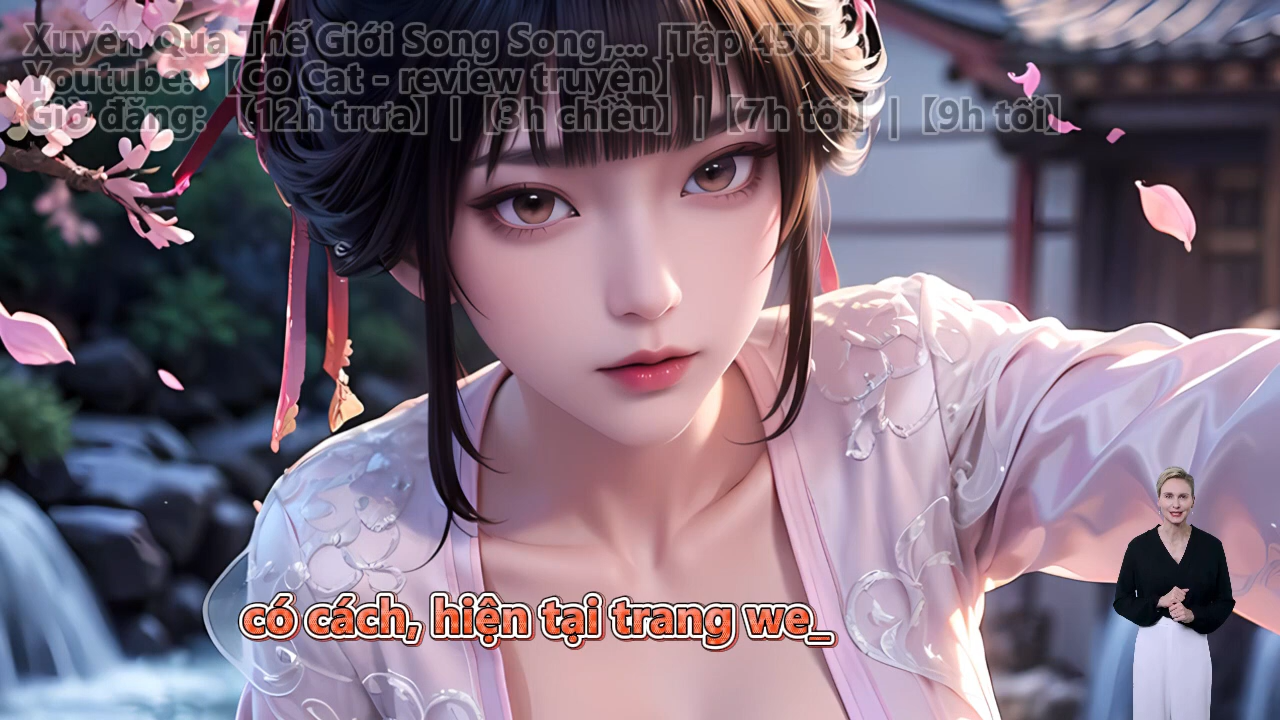 Xuyên Qua Thế Giới Song Song,... [Tập 450]
Youtube: [Cò Cat - review truyện]
Giờ đăng: [12h trưa] | [3h chiều] | [7h tối] | [9h tối]
có cách, hiện tại trang we_